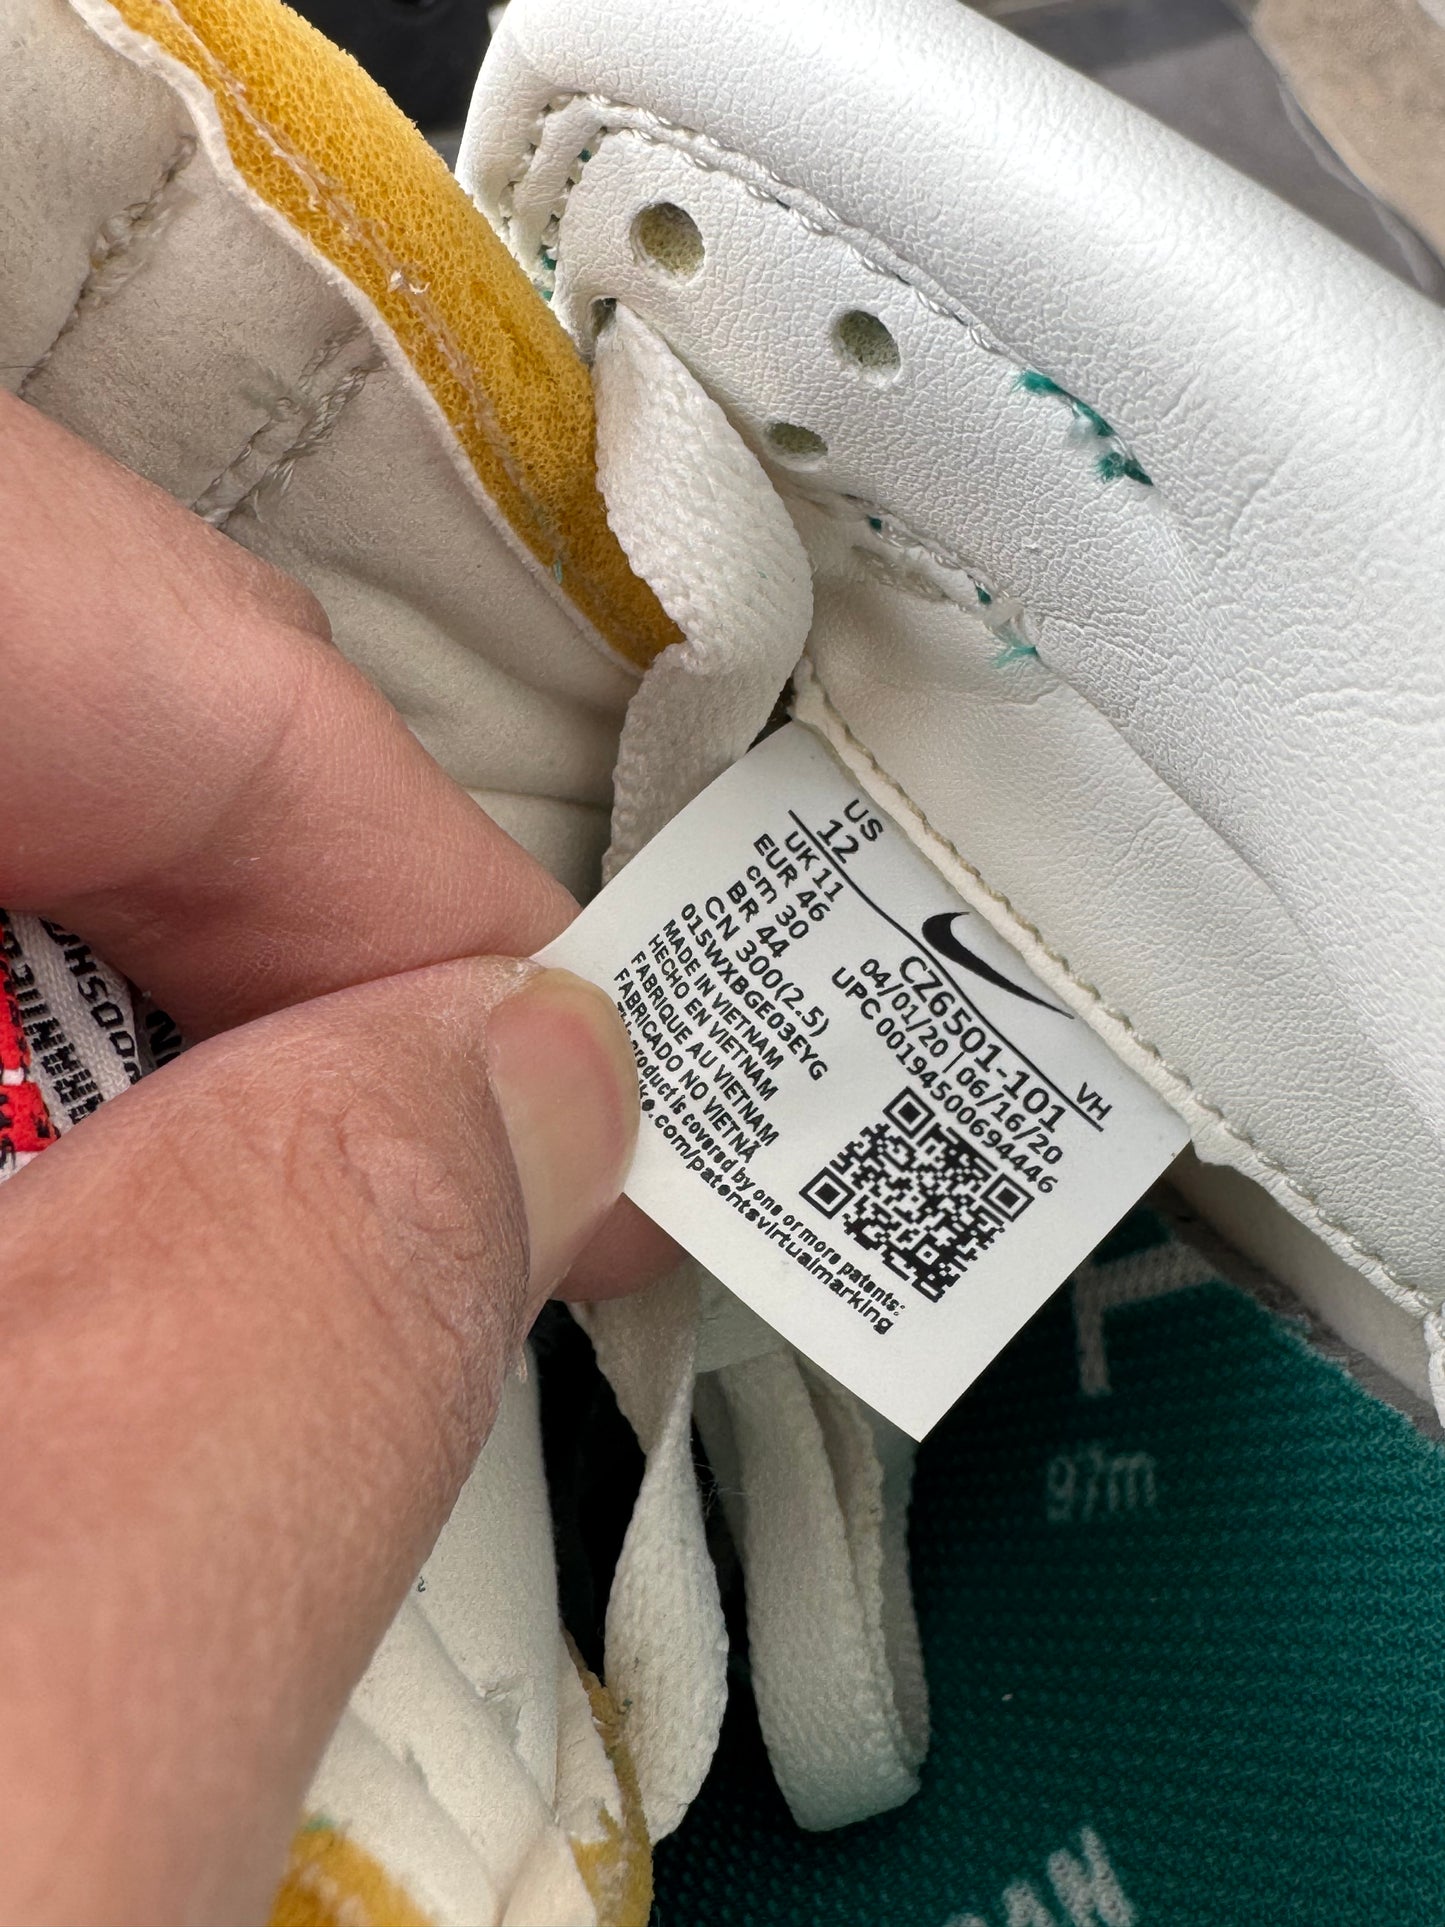 US
12
UK 11
EUR 46
cm 30
BR 44
CN 300(2.5)
015WXBGE03EYG
MADE IN VIETNAM
HECHO EN VIETNAM
FABRIQUE AU VIETNAM
FABRICADO NO VIETNÃ
product is covered by one or more patents:
.com/patentsvirtualmarking
VH
CZ6501-101
04/01/20 | 06/16/20
UPC 00194500694446
97m